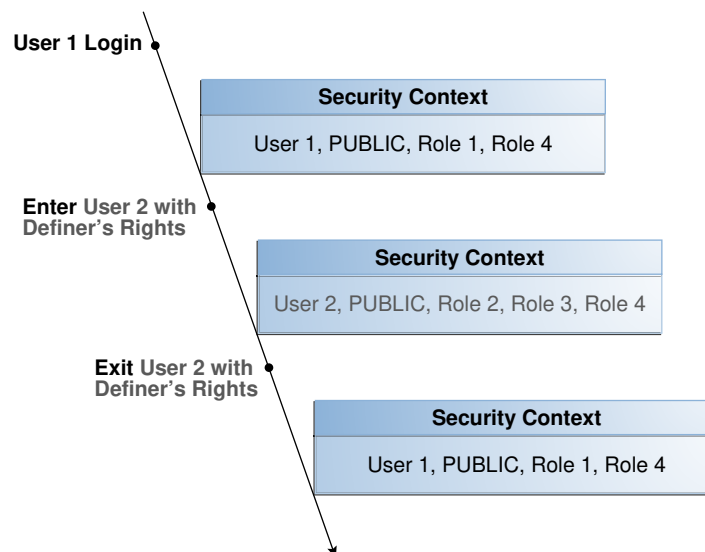 User 1 Login
Security Context
User 1, PUBLIC, Role 1, Role 4
Enter User 2 with
Definer's Rights
Security Context
User 2, PUBLIC, Role 2, Role 3, Role 4
Exit User 2 with
Definer's Rights
Security Context
User 1, PUBLIC, Role 1, Role 4